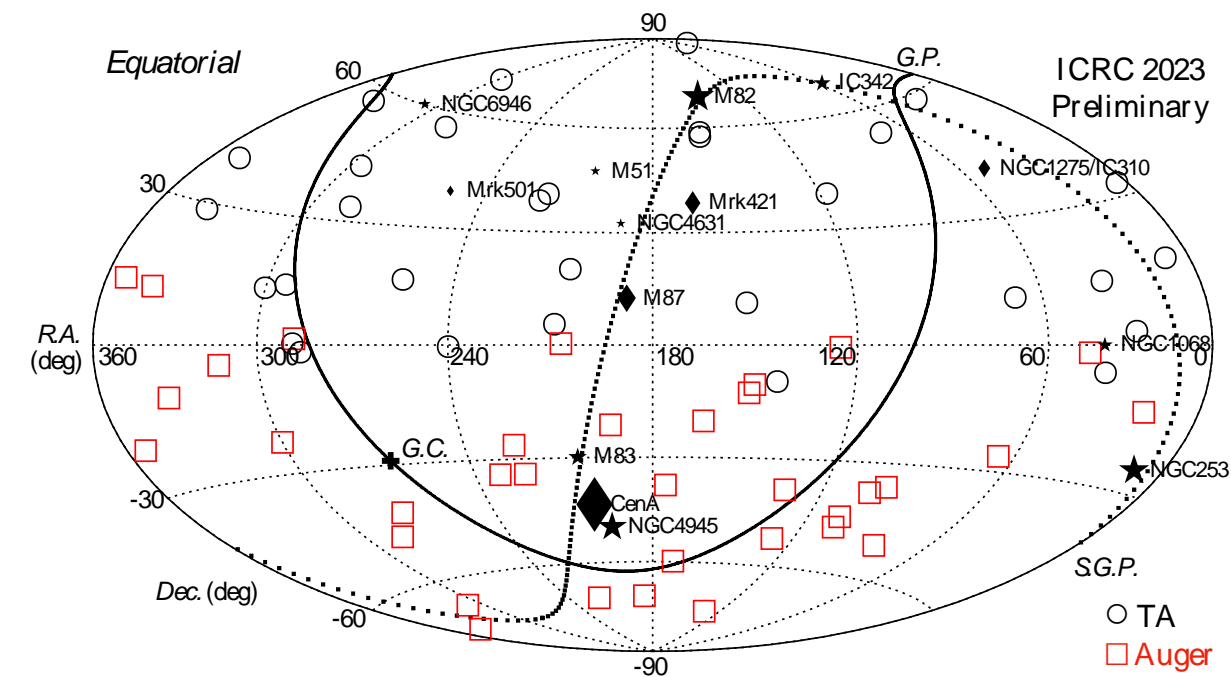 90
Equatorial
60
G.P.
ICRC 2023
Preliminary
IC342
M82
NGC6946
M51
NGC1275/IC310
30
Mrk501
Mrk421
NGC4631
M87
R.A.
(deg)
360
300
240
180
120
60
0
NGC1068
G.C.
M83
NGC253
-30
CenA
NGC4945
S.G.P.
Dec. (deg)
-60
-90
TA
Auger